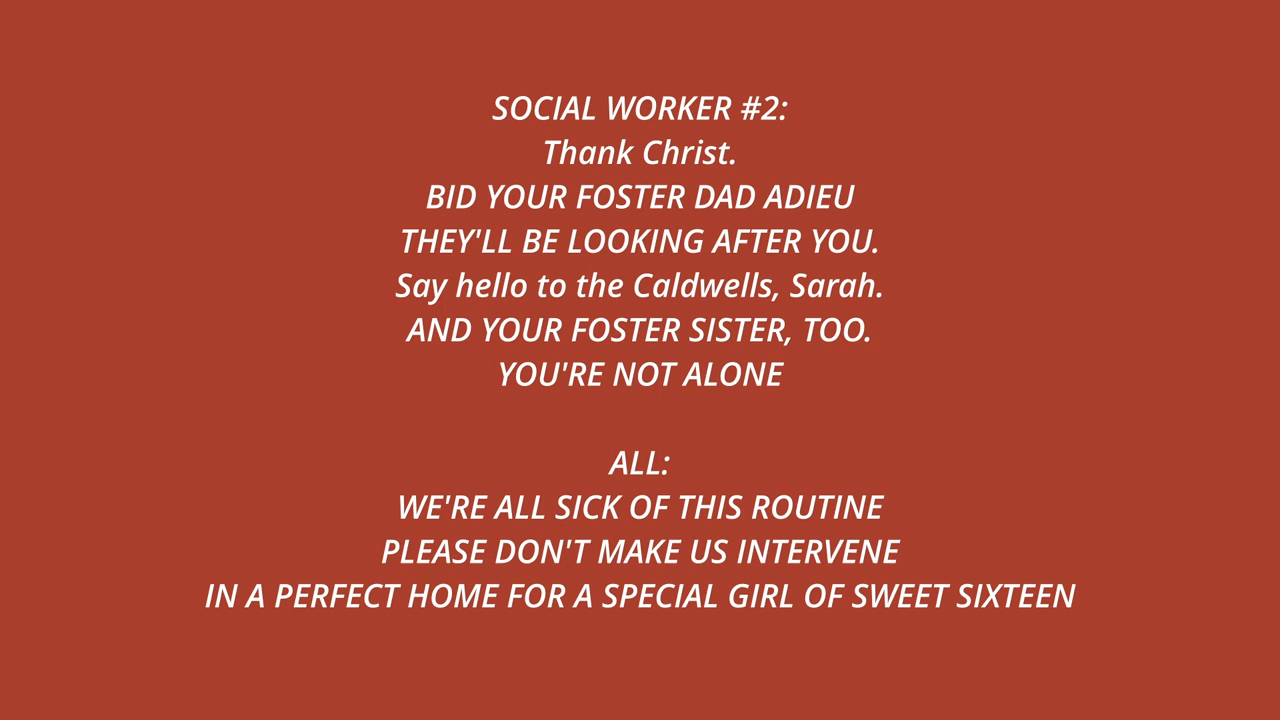 SOCIAL WORKER #2:
Thank Christ.
BID YOUR FOSTER DAD ADIEU
THEY'LL BE LOOKING AFTER YOU.
Say hello to the Caldwells, Sarah.
AND YOUR FOSTER SISTER, TOO.
YOU'RE NOT ALONE
ALL:
WE'RE ALL SICK OF THIS ROUTINE
PLEASE DON'T MAKE US INTERVENE
IN A PERFECT HOME FOR A SPECIAL GIRL OF SWEET SIXTEEN